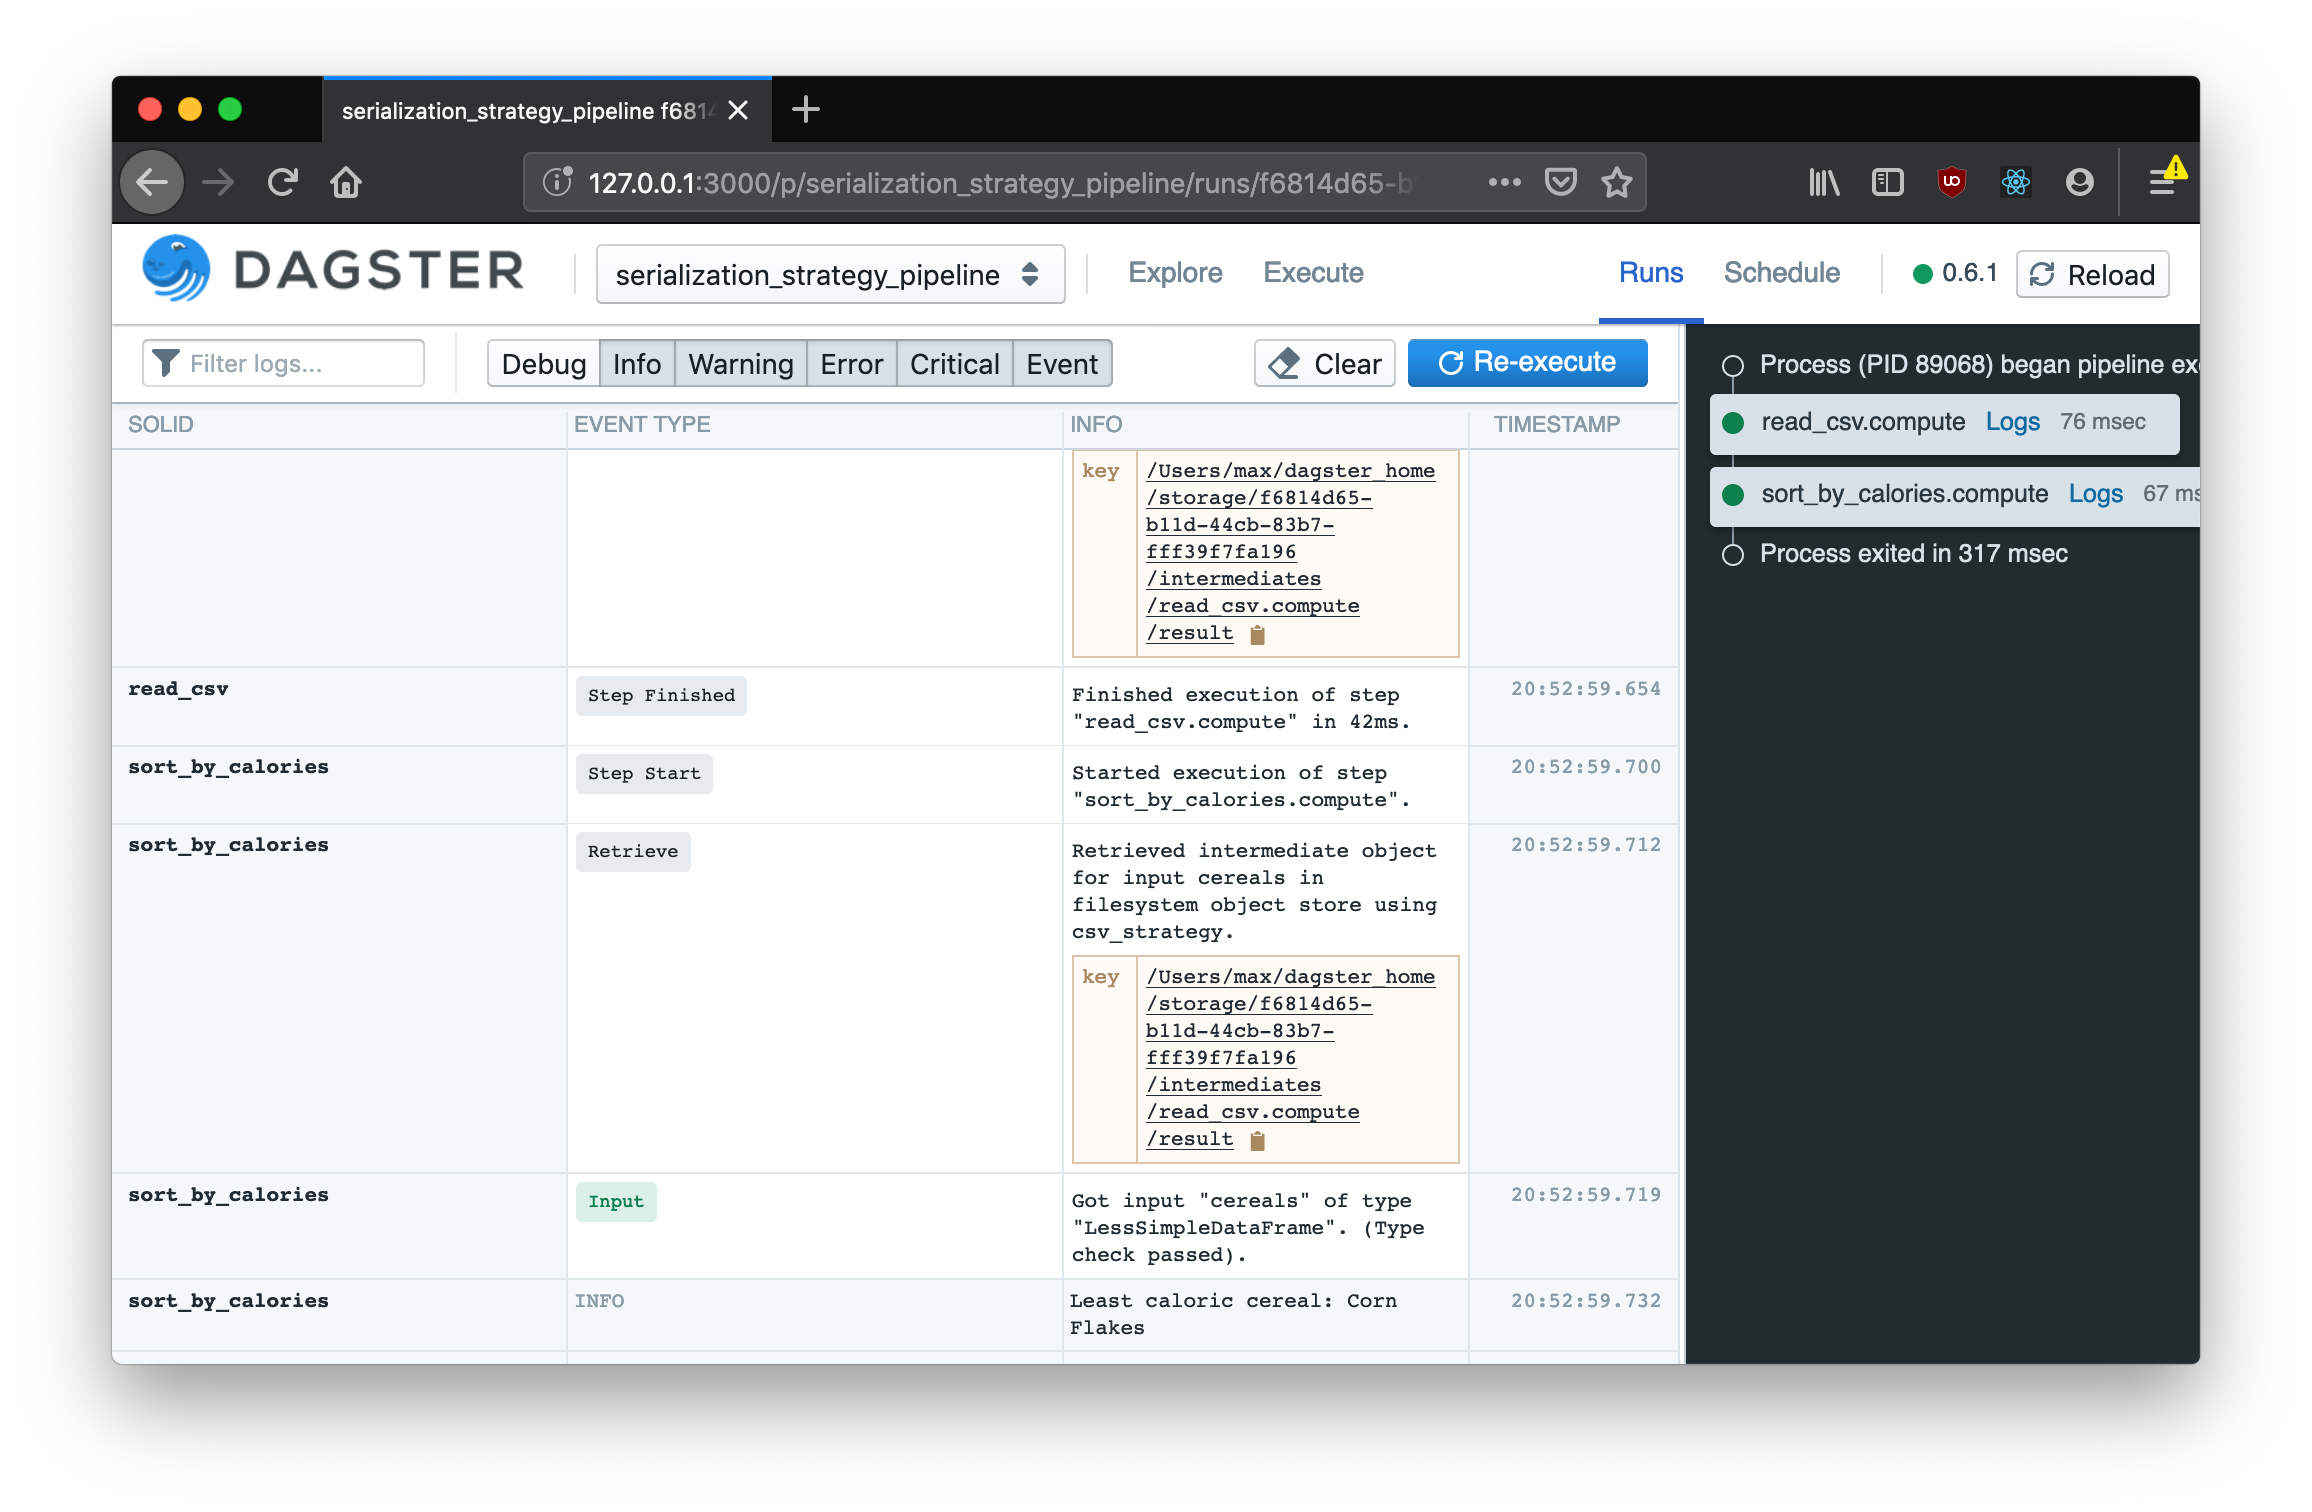 serialization_strategy_pipeline f6814
127.0.0.1:3000/p/serialization_strategy_pipeline/runs/f6814d65-b
DAGSTER
serialization_strategy_pipeline
Explore
Execute
Runs
Schedule
0.6.1
Reload
Filter logs...
Debug
Info
Warning
Error
Critical
Event
Clear
Re-execute
SOLID
EVENT TYPE
INFO
TIMESTAMP
key
/Users/max/dagster_home
/storage/f6814d65-
b11d-44cb-83b7-
fff39f7fa196
/intermediates
/read_csv.compute
/result
read_csv
Step Finished
Finished execution of step
"read_csv.compute" in 42ms.
20:52:59.654
sort_by_calories
Step Start
Started execution of step
"sort_by_calories.compute".
20:52:59.700
sort_by_calories
Retrieve
Retrieved intermediate object
for input cereals in
filesystem object store using
csv_strategy.
20:52:59.712
key
/Users/max/dagster_home
/storage/f6814d65-
b11d-44cb-83b7-
fff39f7fa196
/intermediates
/read_csv.compute
/result
sort_by_calories
Input
Got input "cereals" of type
"LessSimpleDataFrame". (Type
check passed).
20:52:59.719
sort_by_calories
INFO
Least caloric cereal: Corn
Flakes
20:52:59.732
Process (PID 89068) began pipeline ex
read_csv.compute Logs 76 msec
sort_by_calories.compute Logs 67 ms
Process exited in 317 msec